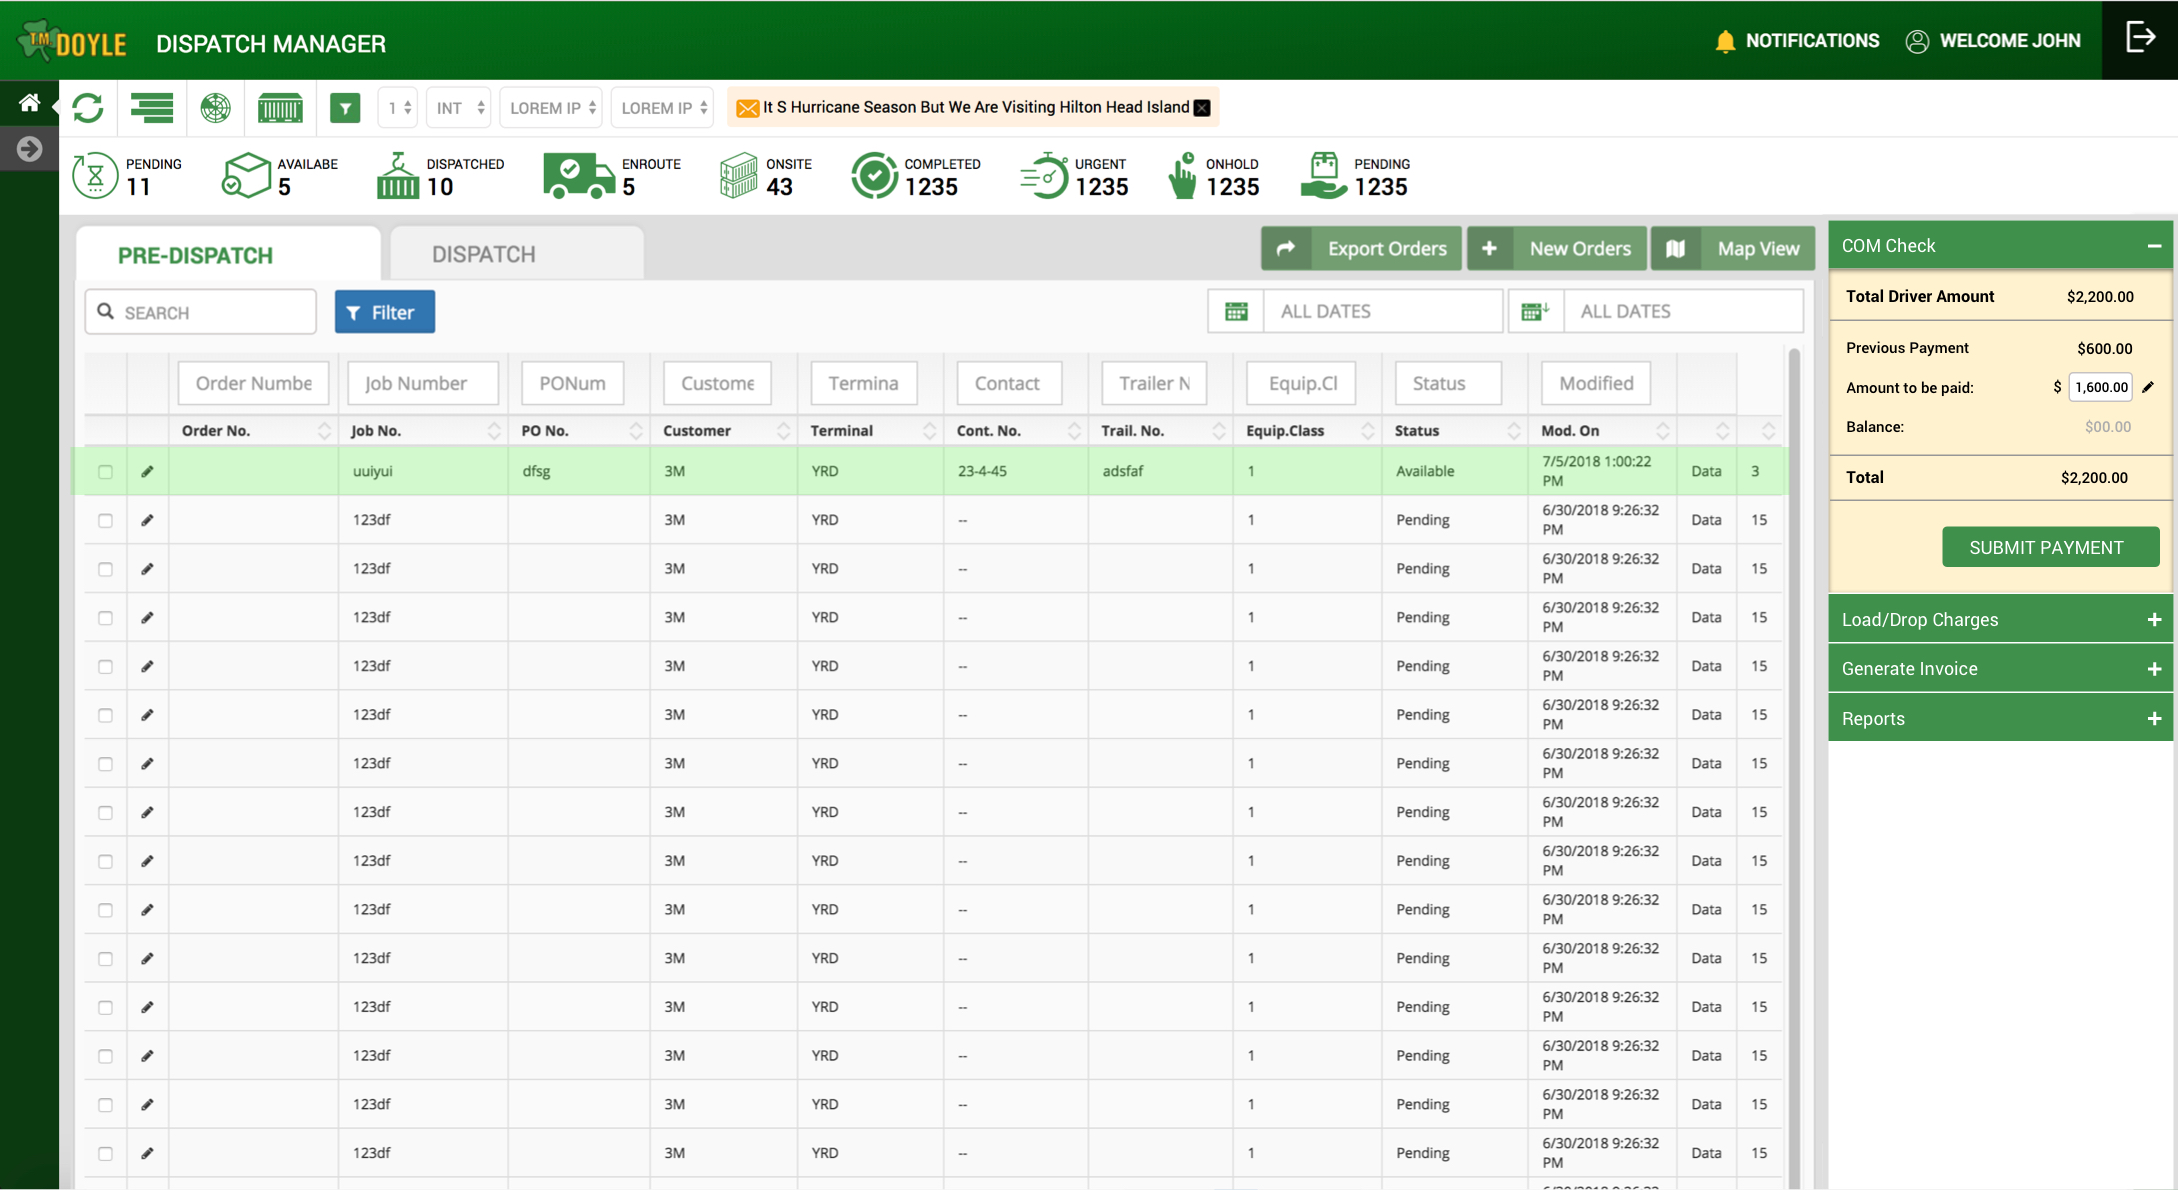 TM DOYLE DISPATCH MANAGER NOTIFICATIONS WELCOME JOHN
1 INT LOREM IP LOREM IP It S Hurricane Season But We Are Visiting Hilton Head Island
PENDING AVAILABE DISPATCHED ENROUTE ONSITE COMPLETED URGENT ONHOLD PENDING
11 5 10 5 43 1235 1235 1235 1235
PRE-DISPATCH DISPATCH Export Orders New Orders Map View
SEARCH Filter ALL DATES ALL DATES
Order Numbe Job Number PONum Custome Termina Contact Trailer N Equip.Cl Status Modified
Order No. Job No. PO No. Customer Terminal Cont. No. Trail. No. Equip.Class Status Mod. On
uuiyui dfsg 3M YRD 23-4-45 adsfaf 1 Available 7/5/2018 1:00:22 PM Data 3
123df 3M YRD -- 1 Pending 6/30/2018 9:26:32 PM Data 15
123df 3M YRD -- 1 Pending 6/30/2018 9:26:32 PM Data 15
123df 3M YRD -- 1 Pending 6/30/2018 9:26:32 PM Data 15
123df 3M YRD -- 1 Pending 6/30/2018 9:26:32 PM Data 15
123df 3M YRD -- 1 Pending 6/30/2018 9:26:32 PM Data 15
123df 3M YRD -- 1 Pending 6/30/2018 9:26:32 PM Data 15
123df 3M YRD -- 1 Pending 6/30/2018 9:26:32 PM Data 15
123df 3M YRD -- 1 Pending 6/30/2018 9:26:32 PM Data 15
123df 3M YRD -- 1 Pending 6/30/2018 9:26:32 PM Data 15
123df 3M YRD -- 1 Pending 6/30/2018 9:26:32 PM Data 15
123df 3M YRD -- 1 Pending 6/30/2018 9:26:32 PM Data 15
123df 3M YRD -- 1 Pending 6/30/2018 9:26:32 PM Data 15
123df 3M YRD -- 1 Pending 6/30/2018 9:26:32 PM Data 15
123df 3M YRD -- 1 Pending 6/30/2018 9:26:32 PM Data 15
COM Check
Total Driver Amount $2,200.00
Previous Payment $600.00
Amount to be paid: $ 1,600.00
Balance: $00.00
Total $2,200.00
SUBMIT PAYMENT
Load/Drop Charges
Generate Invoice
Reports